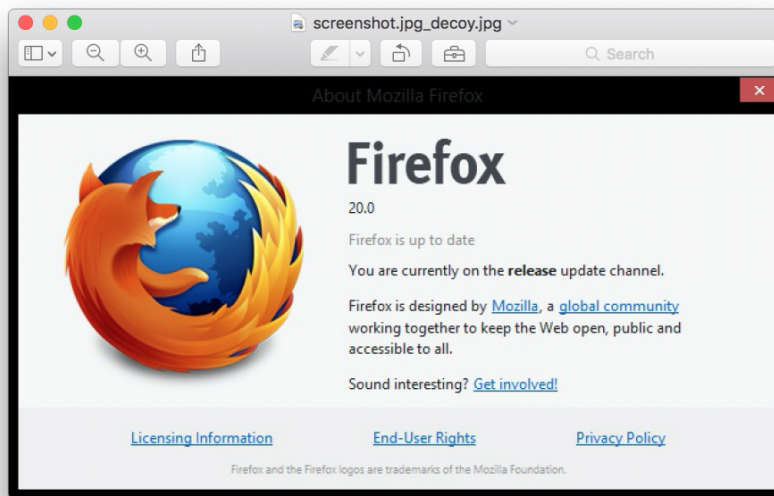 screenshot.jpg_decoy.jpg
Search
About Mozilla Firefox
Firefox
20.0
Firefox is up to date
You are currently on the release update channel.
Firefox is designed by Mozilla, a global community
working together to keep the Web open, public and
accessible to all.
Sound interesting? Get involved!
Licensing Information End-User Rights Privacy Policy
Firefox and the Firefox logos are trademarks of the Mozilla Foundation.